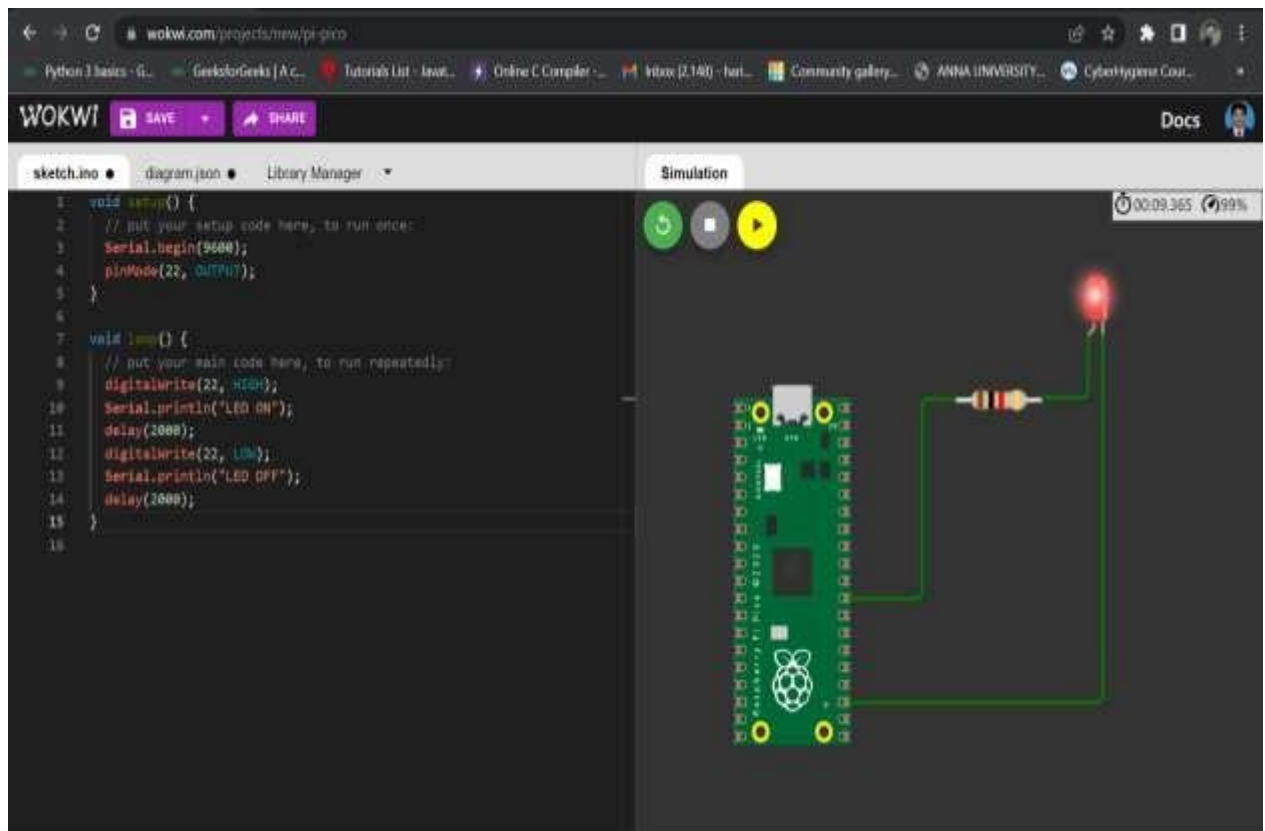 wokwi.com/projects/new/pi-pico
Python 3 basics - G... GeeksforGeeks | A c... Tutorials List - Javat... Online C Compiler -... Inbox (2,148) - hari... Community gallery... ANNA UNIVERSITY... CyberHygiene Cour...
WOKWI SAVE SHARE Docs
sketch.ino ● diagram.json ● Library Manager
Simulation
00:09.365 99%
1 void setup() {
2 // put your setup code here, to run once:
3 Serial.begin(9600);
4 pinMode(22, OUTPUT);
5 }
6
7 void loop() {
8 // put your main code here, to run repeatedly:
9 digitalWrite(22, HIGH);
10 Serial.println("LED ON");
11 delay(2000);
12 digitalWrite(22, LOW);
13 Serial.println("LED OFF");
14 delay(2000);
15 }
16
Raspberry Pi Pico ©2020